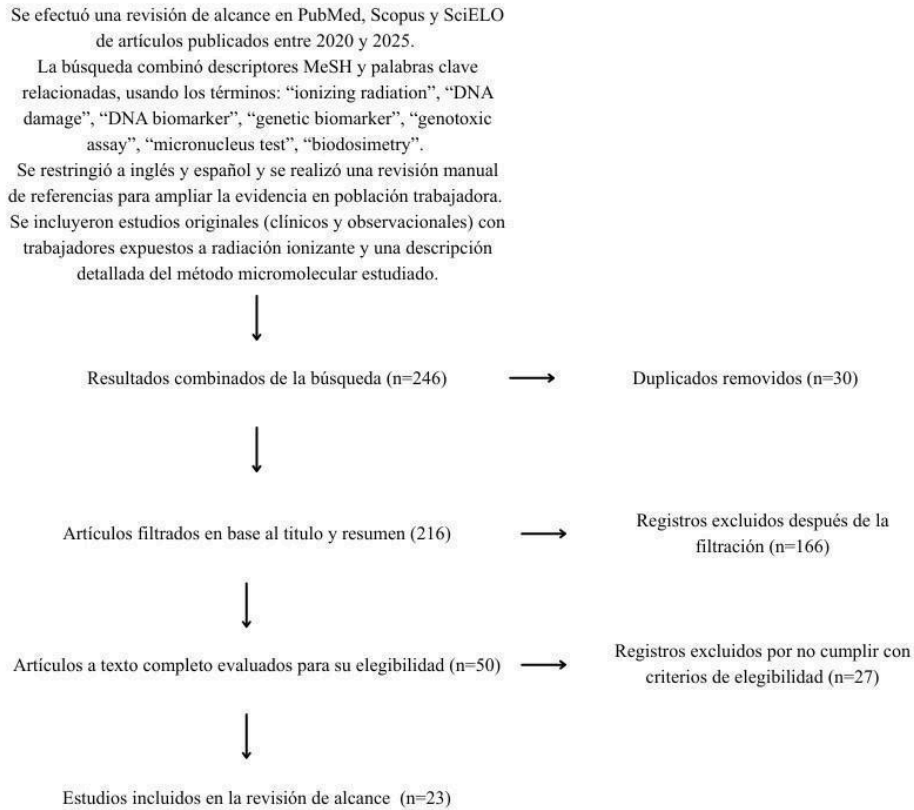 Se efectuó una revisión de alcance en PubMed, Scopus y SciELO
de artículos publicados entre 2020 y 2025.
La búsqueda combinó descriptores MeSH y palabras clave
relacionadas, usando los términos: “ionizing radiation”, “DNA
damage”, “DNA biomarker”, “genetic biomarker”, “genotoxic
assay”, “micronucleus test”, “biodosimetry”.
Se restringió a inglés y español y se realizó una revisión manual
de referencias para ampliar la evidencia en población trabajadora.
Se incluyeron estudios originales (clínicos y observacionales) con
trabajadores expuestos a radiación ionizante y una descripción
detallada del método micromolecular estudiado.
Resultados combinados de la búsqueda (n=246)
Duplicados removidos (n=30)
Artículos filtrados en base al titulo y resumen (216)
Registros excluidos después de la
filtración (n=166)
Artículos a texto completo evaluados para su elegibilidad (n=50)
Registros excluidos por no cumplir con
criterios de elegibilidad (n=27)
Estudios incluidos en la revisión de alcance (n=23)